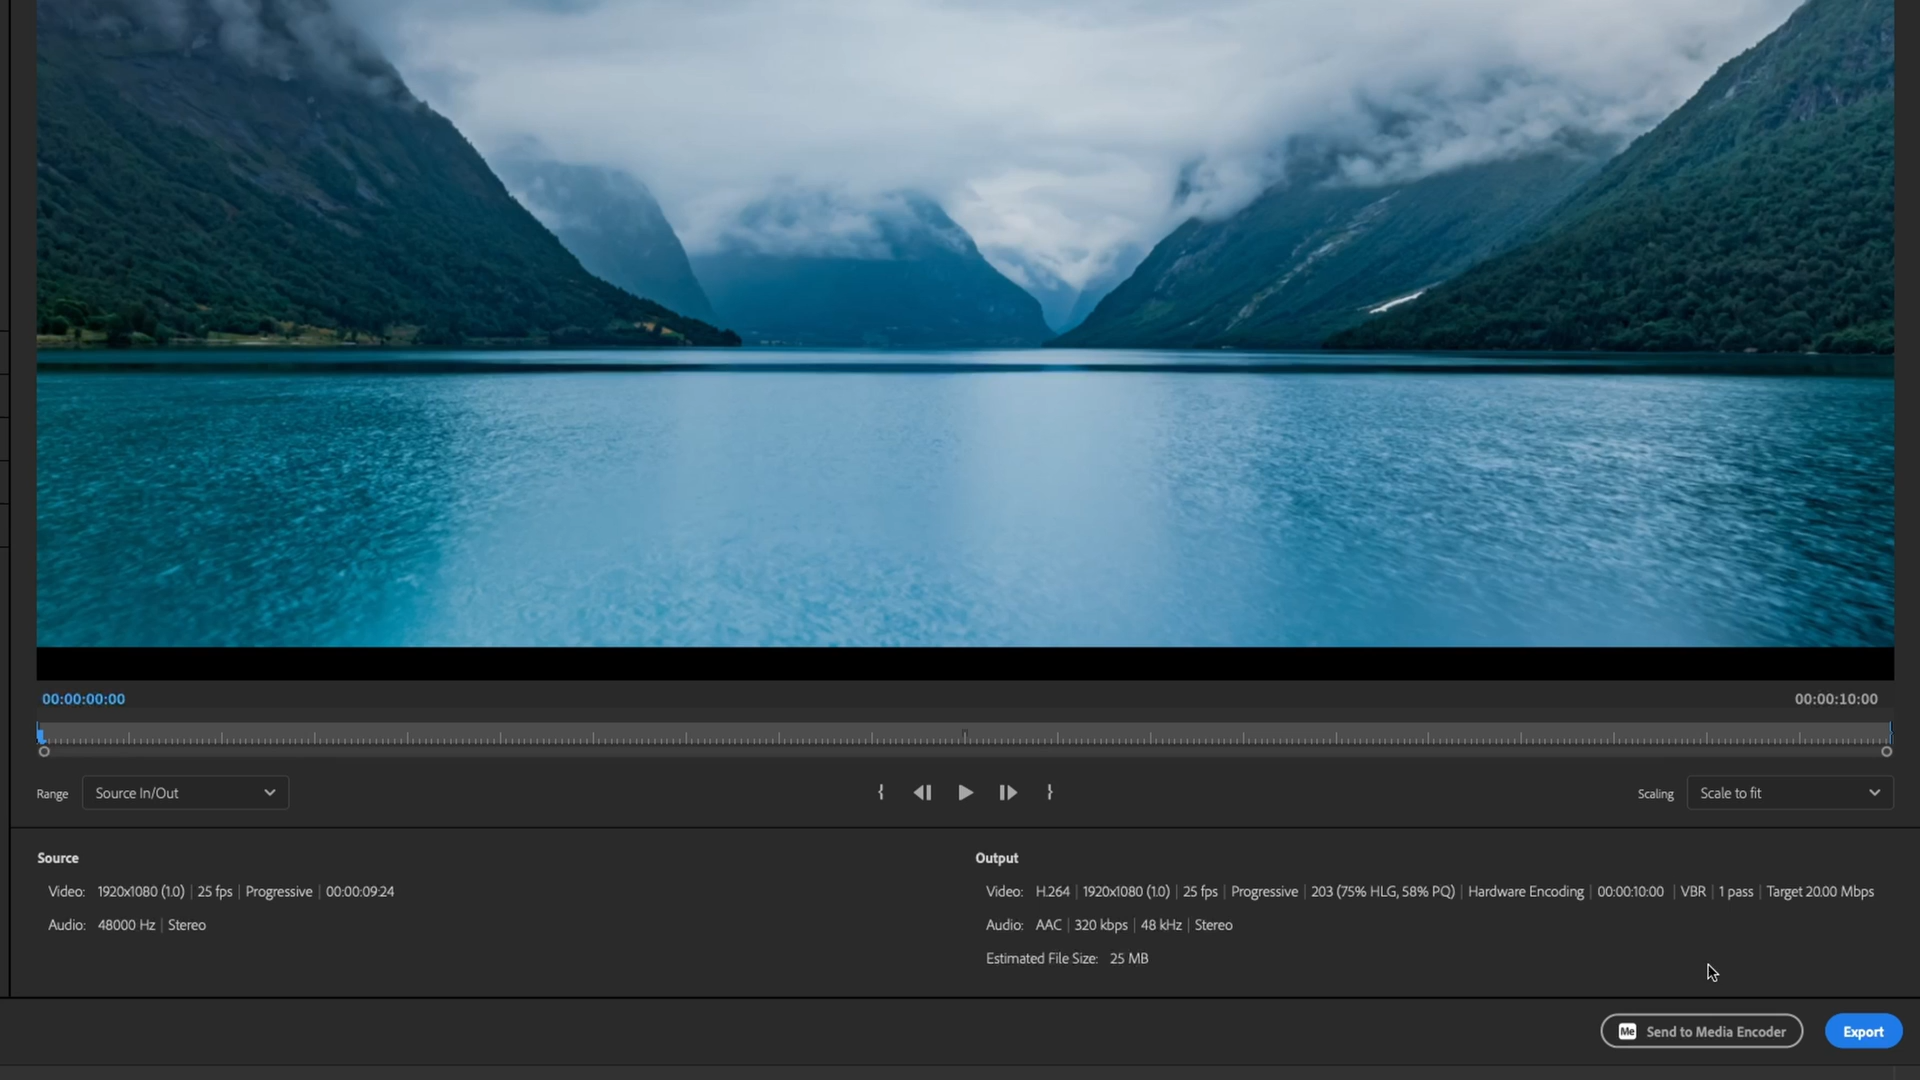 00:00:00:00
00:00:10:00
Range Source In/Out
Scaling Scale to fit
Source
Video: 1920x1080 (1.0) | 25 fps | Progressive | 00:00:09:24
Audio: 48000 Hz | Stereo
Output
Video: H.264 | 1920x1080 (1.0) | 25 fps | Progressive | 203 (75% HLG, 58% PQ) | Hardware Encoding | 00:00:10:00 | VBR | 1 pass | Target 20.00 Mbps
Audio: AAC | 320 kbps | 48 kHz | Stereo
Estimated File Size: 25 MB
Me Send to Media Encoder
Export